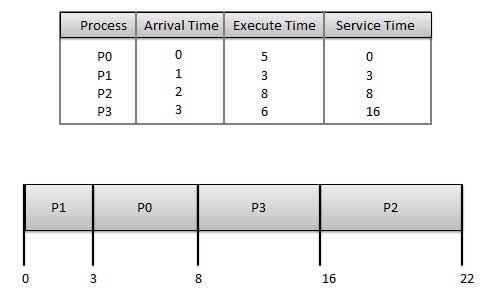 Process Arrival Time Execute Time Service Time
P0 0 5 0
P1 1 3 3
P2 2 8 8
P3 3 6 16
P1 P0 P3 P2
0 3 8 16 22